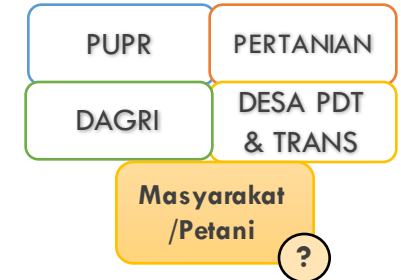 PUPR
PERTANIAN
DAGRI
DESA PDT
& TRANS
Masyarakat
/Petani
?